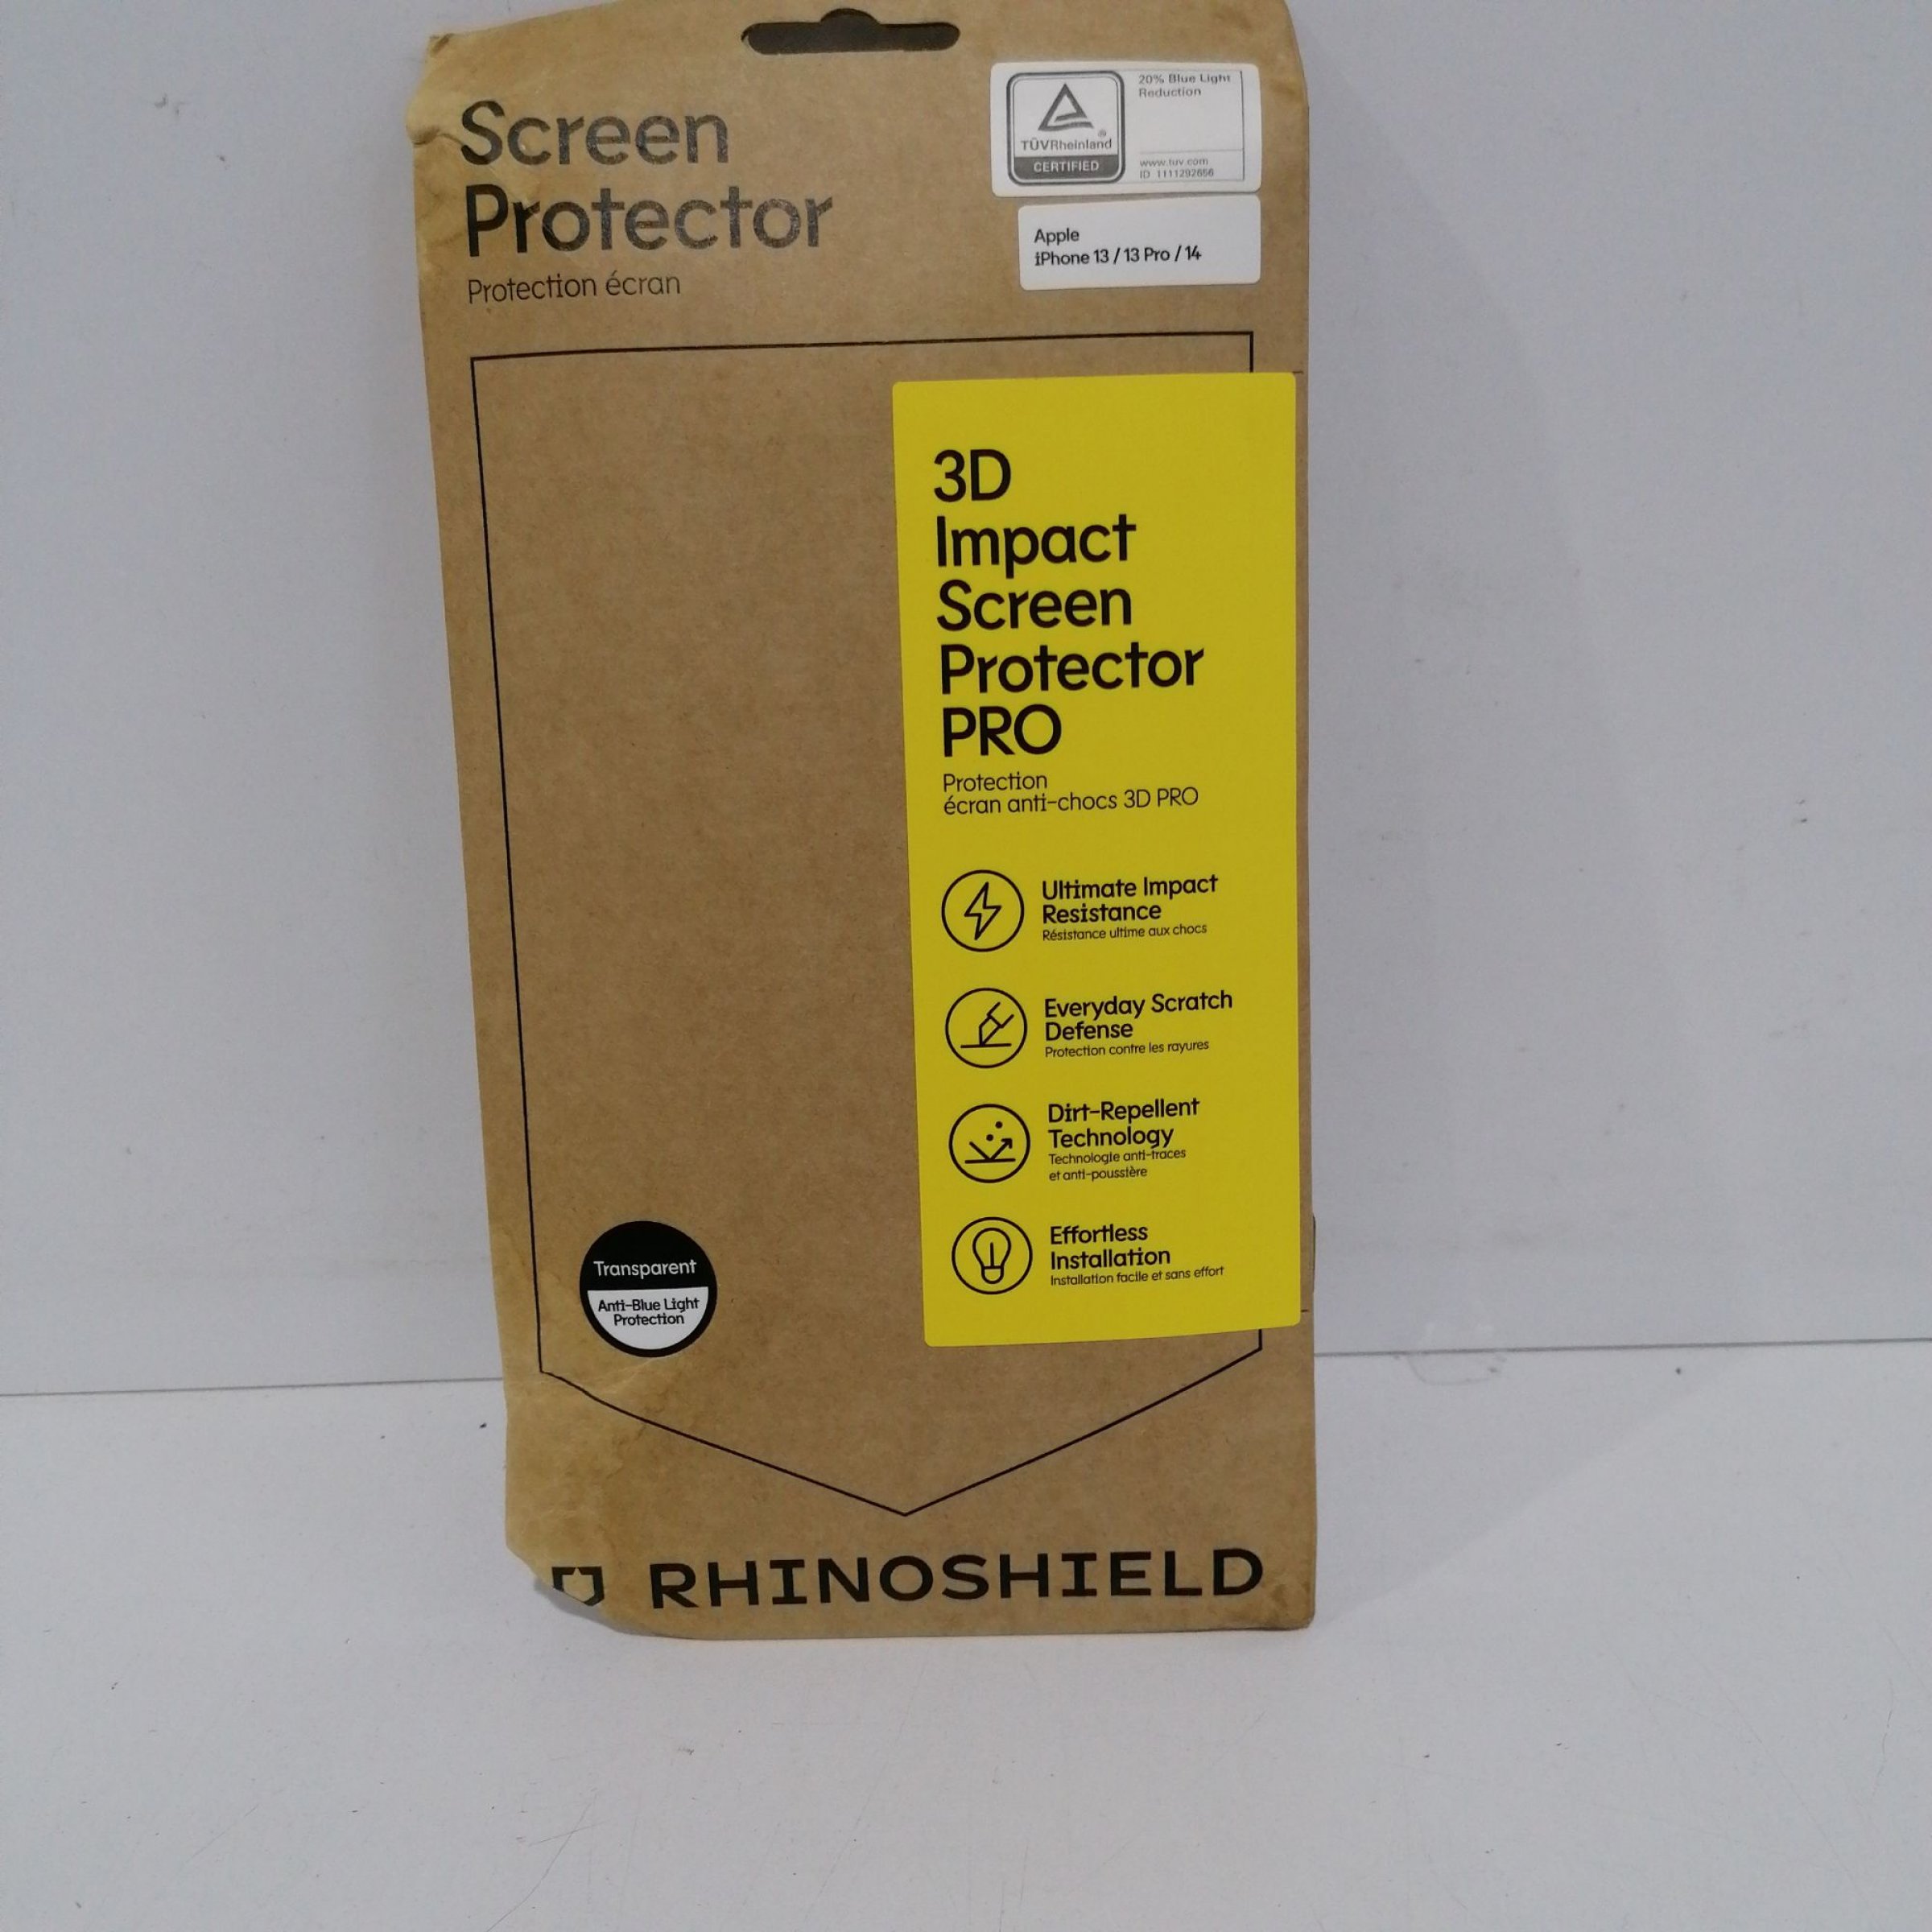 Screen
Protector
Protection écran
TÜVRheinland
®
CERTIFIED
20% Blue Light
Reduction
www.tuv.com
ID 1111292656
Apple
iPhone 13 / 13 Pro / 14
3D
Impact
Screen
Protector
PRO
Protection
écran anti-chocs 3D PRO
Ultimate Impact
Resistance
Résistance ultime aux chocs
Everyday Scratch
Defense
Protection contre les rayures
Dirt-Repellent
Technology
Technologie anti-traces
et anti-poussière
Effortless
Installation
Installation facile et sans effort
Transparent
Anti-Blue Light
Protection
RHINOSHIELD